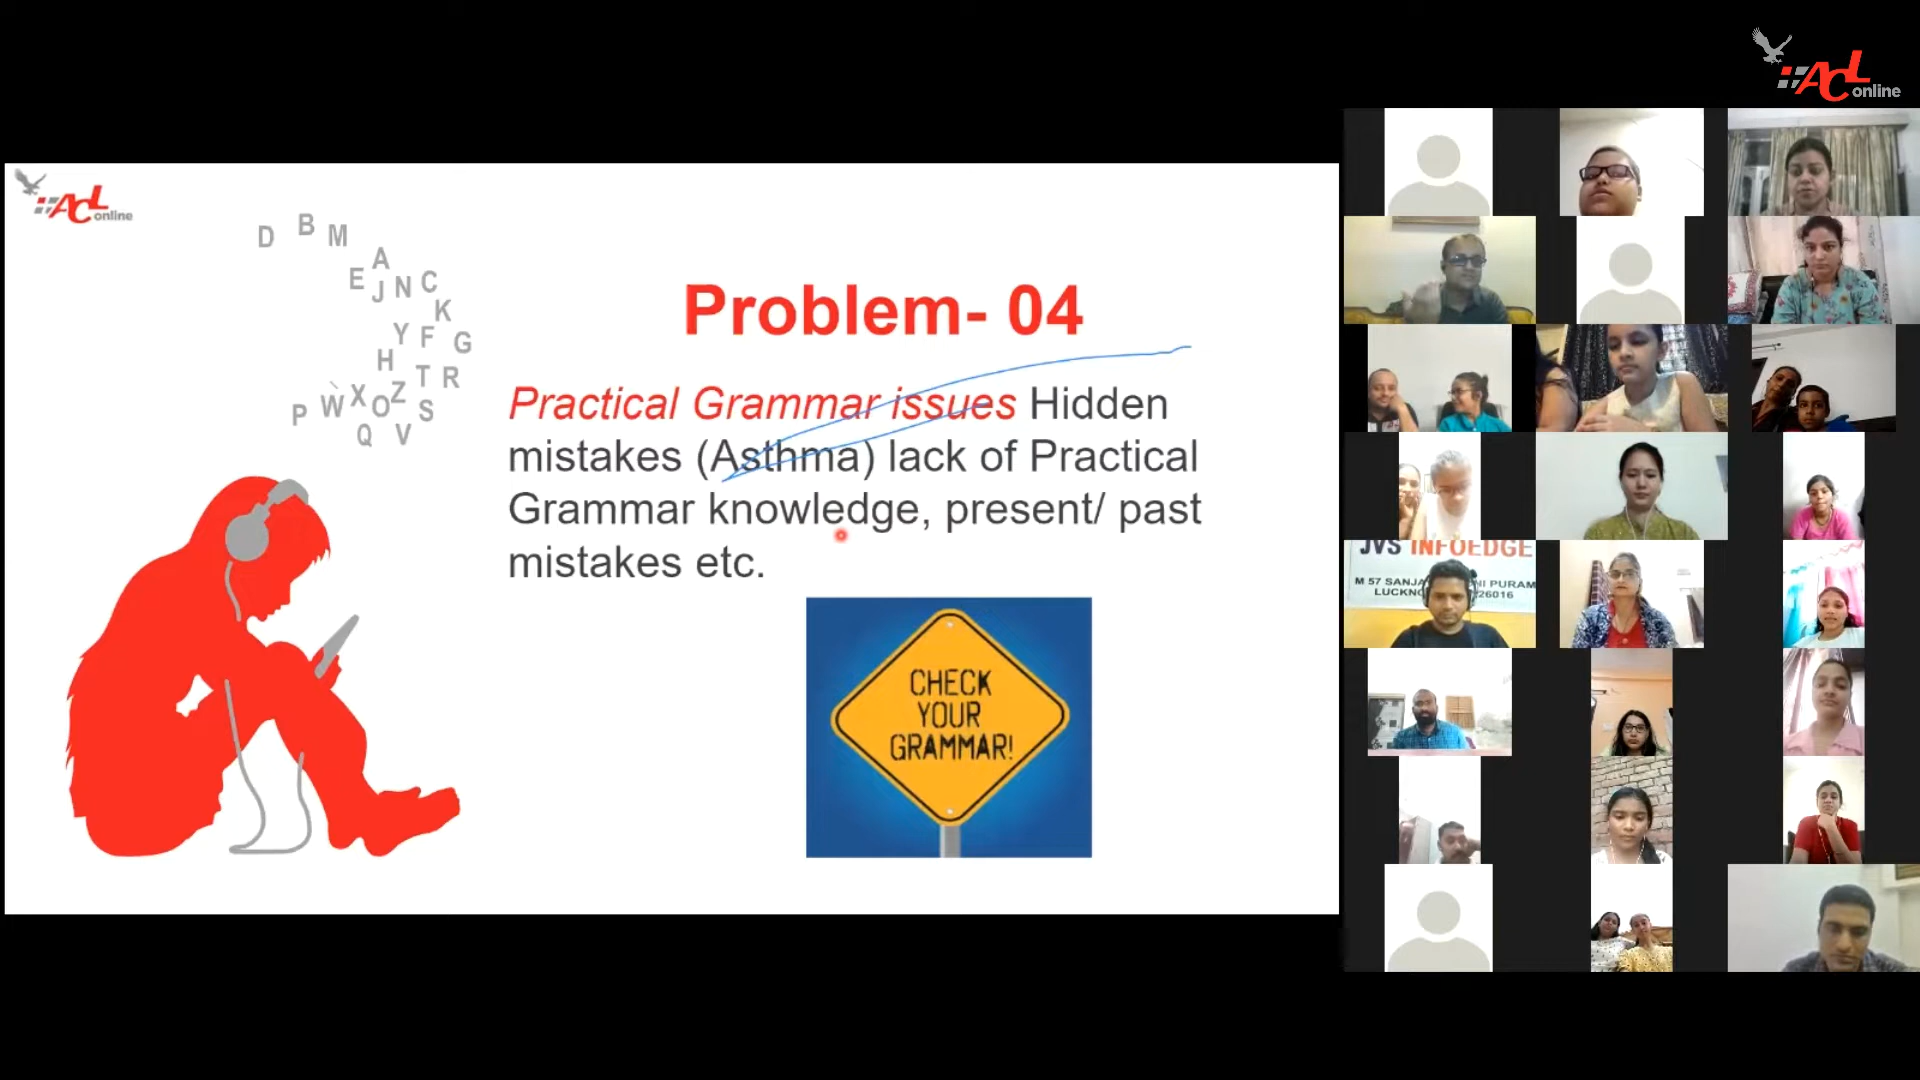 ACL online
ACL online
D B M
A
E J N C
K
Y F G
H
T R
P W X O Z S
Q V
Problem- 04
Practical Grammar issues Hidden
mistakes (Asthma) lack of Practical
Grammar knowledge, present/ past
mistakes etc.
CHECK
YOUR
GRAMMAR!
JVS INFOEDGE